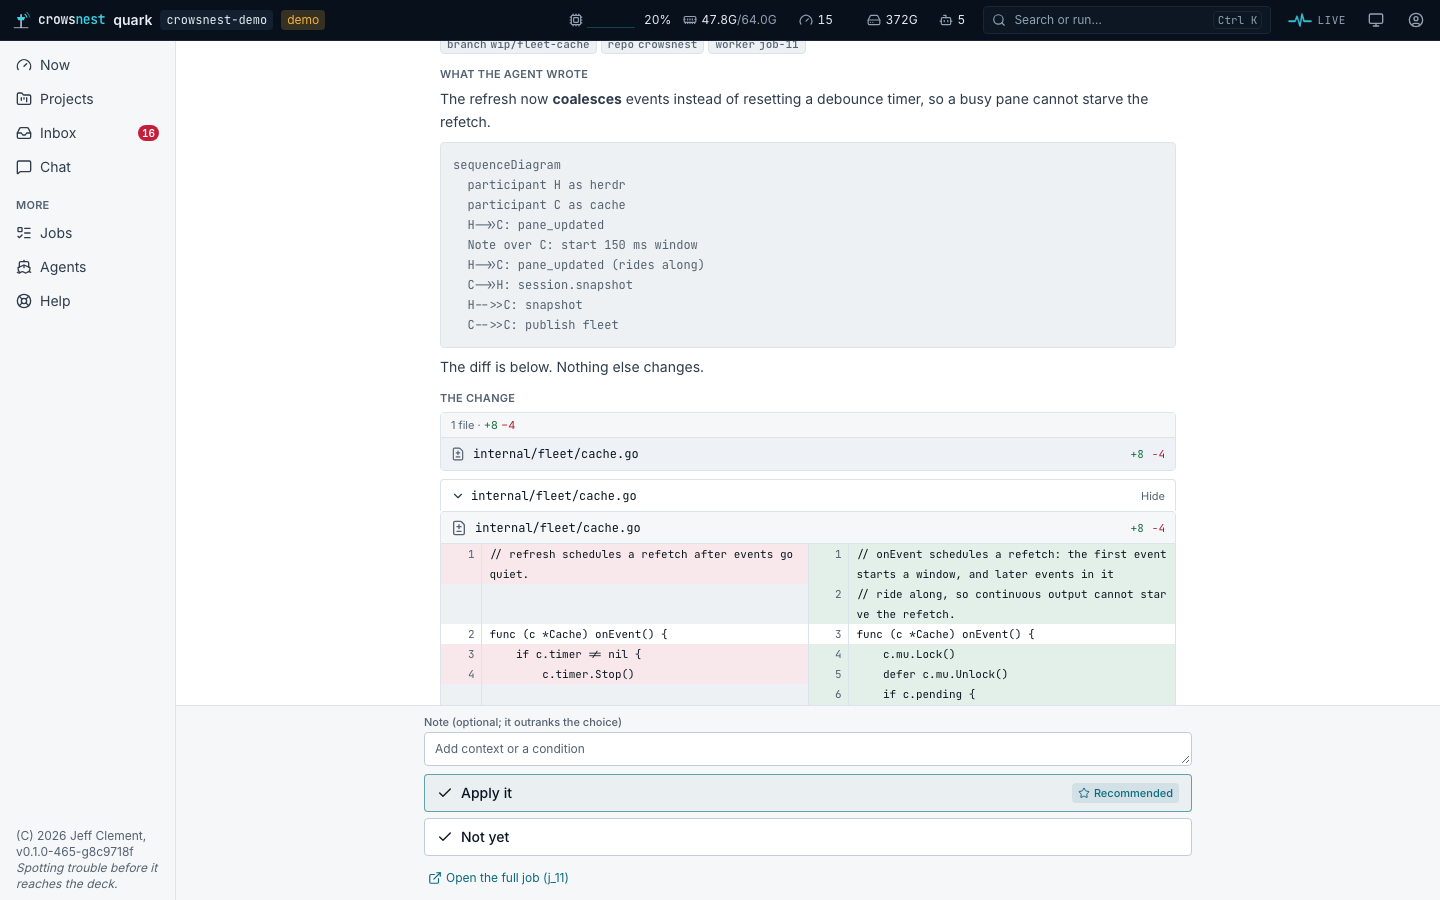 crowsnest quark crowsnest-demo demo 20% 47.8G/64.0G 15 372G 5 Search or run... Ctrl K LIVE
Now
Projects
Inbox 16
Chat
MORE
Jobs
Agents
Help
(C) 2026 Jeff Clement,
v0.1.0-465-g8c9718f
Spotting trouble before it
reaches the deck.
branch wip/fleet-cache repo crowsnest worker job-11
WHAT THE AGENT WROTE
The refresh now coalesces events instead of resetting a debounce timer, so a busy pane cannot starve the
refetch.
sequenceDiagram
participant H as herdr
participant C as cache
H->>C: pane_updated
Note over C: start 150 ms window
H->>C: pane_updated (rides along)
C->>H: session.snapshot
H-->>C: snapshot
C-->>C: publish fleet
The diff is below. Nothing else changes.
THE CHANGE
1 file · +8 −4
internal/fleet/cache.go +8 -4
internal/fleet/cache.go Hide
internal/fleet/cache.go +8 -4
1 // refresh schedules a refetch after events go
quiet.
2 func (c *Cache) onEvent() {
3 if c.timer != nil {
4 c.timer.Stop()
1 // onEvent schedules a refetch: the first event
starts a window, and later events in it
2 // ride along, so continuous output cannot star
ve the refetch.
3 func (c *Cache) onEvent() {
4 c.mu.Lock()
5 defer c.mu.Unlock()
6 if c.pending {
Note (optional; it outranks the choice)
Add context or a condition
Apply it Recommended
Not yet
Open the full job (j_11)